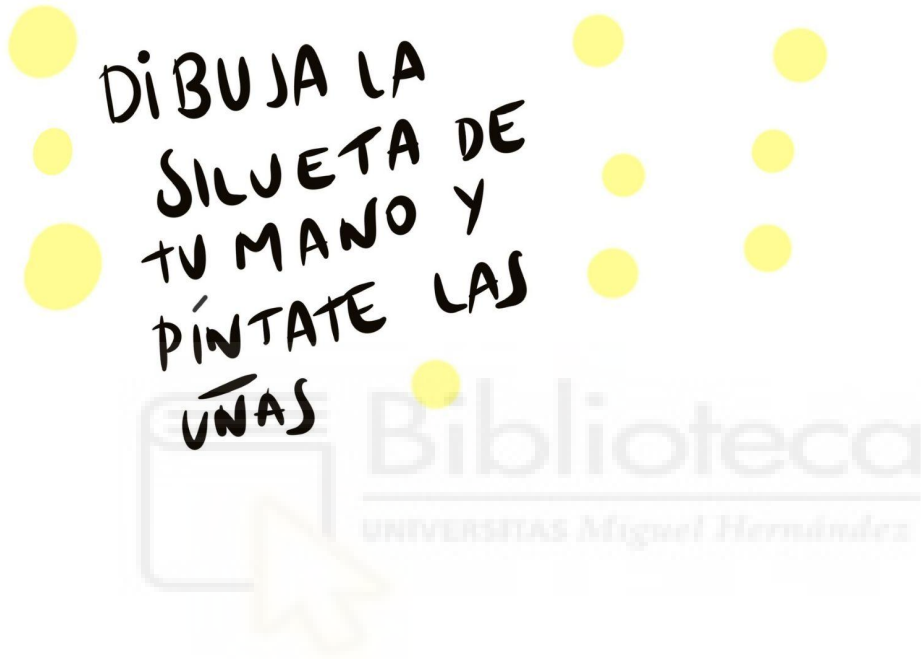 DiBUJA LA
SILUETA DE
TU MANO Y
PÍNTATE LAS
UÑAS
Biblioteca
UNIVERSITAS Miguel Hernández